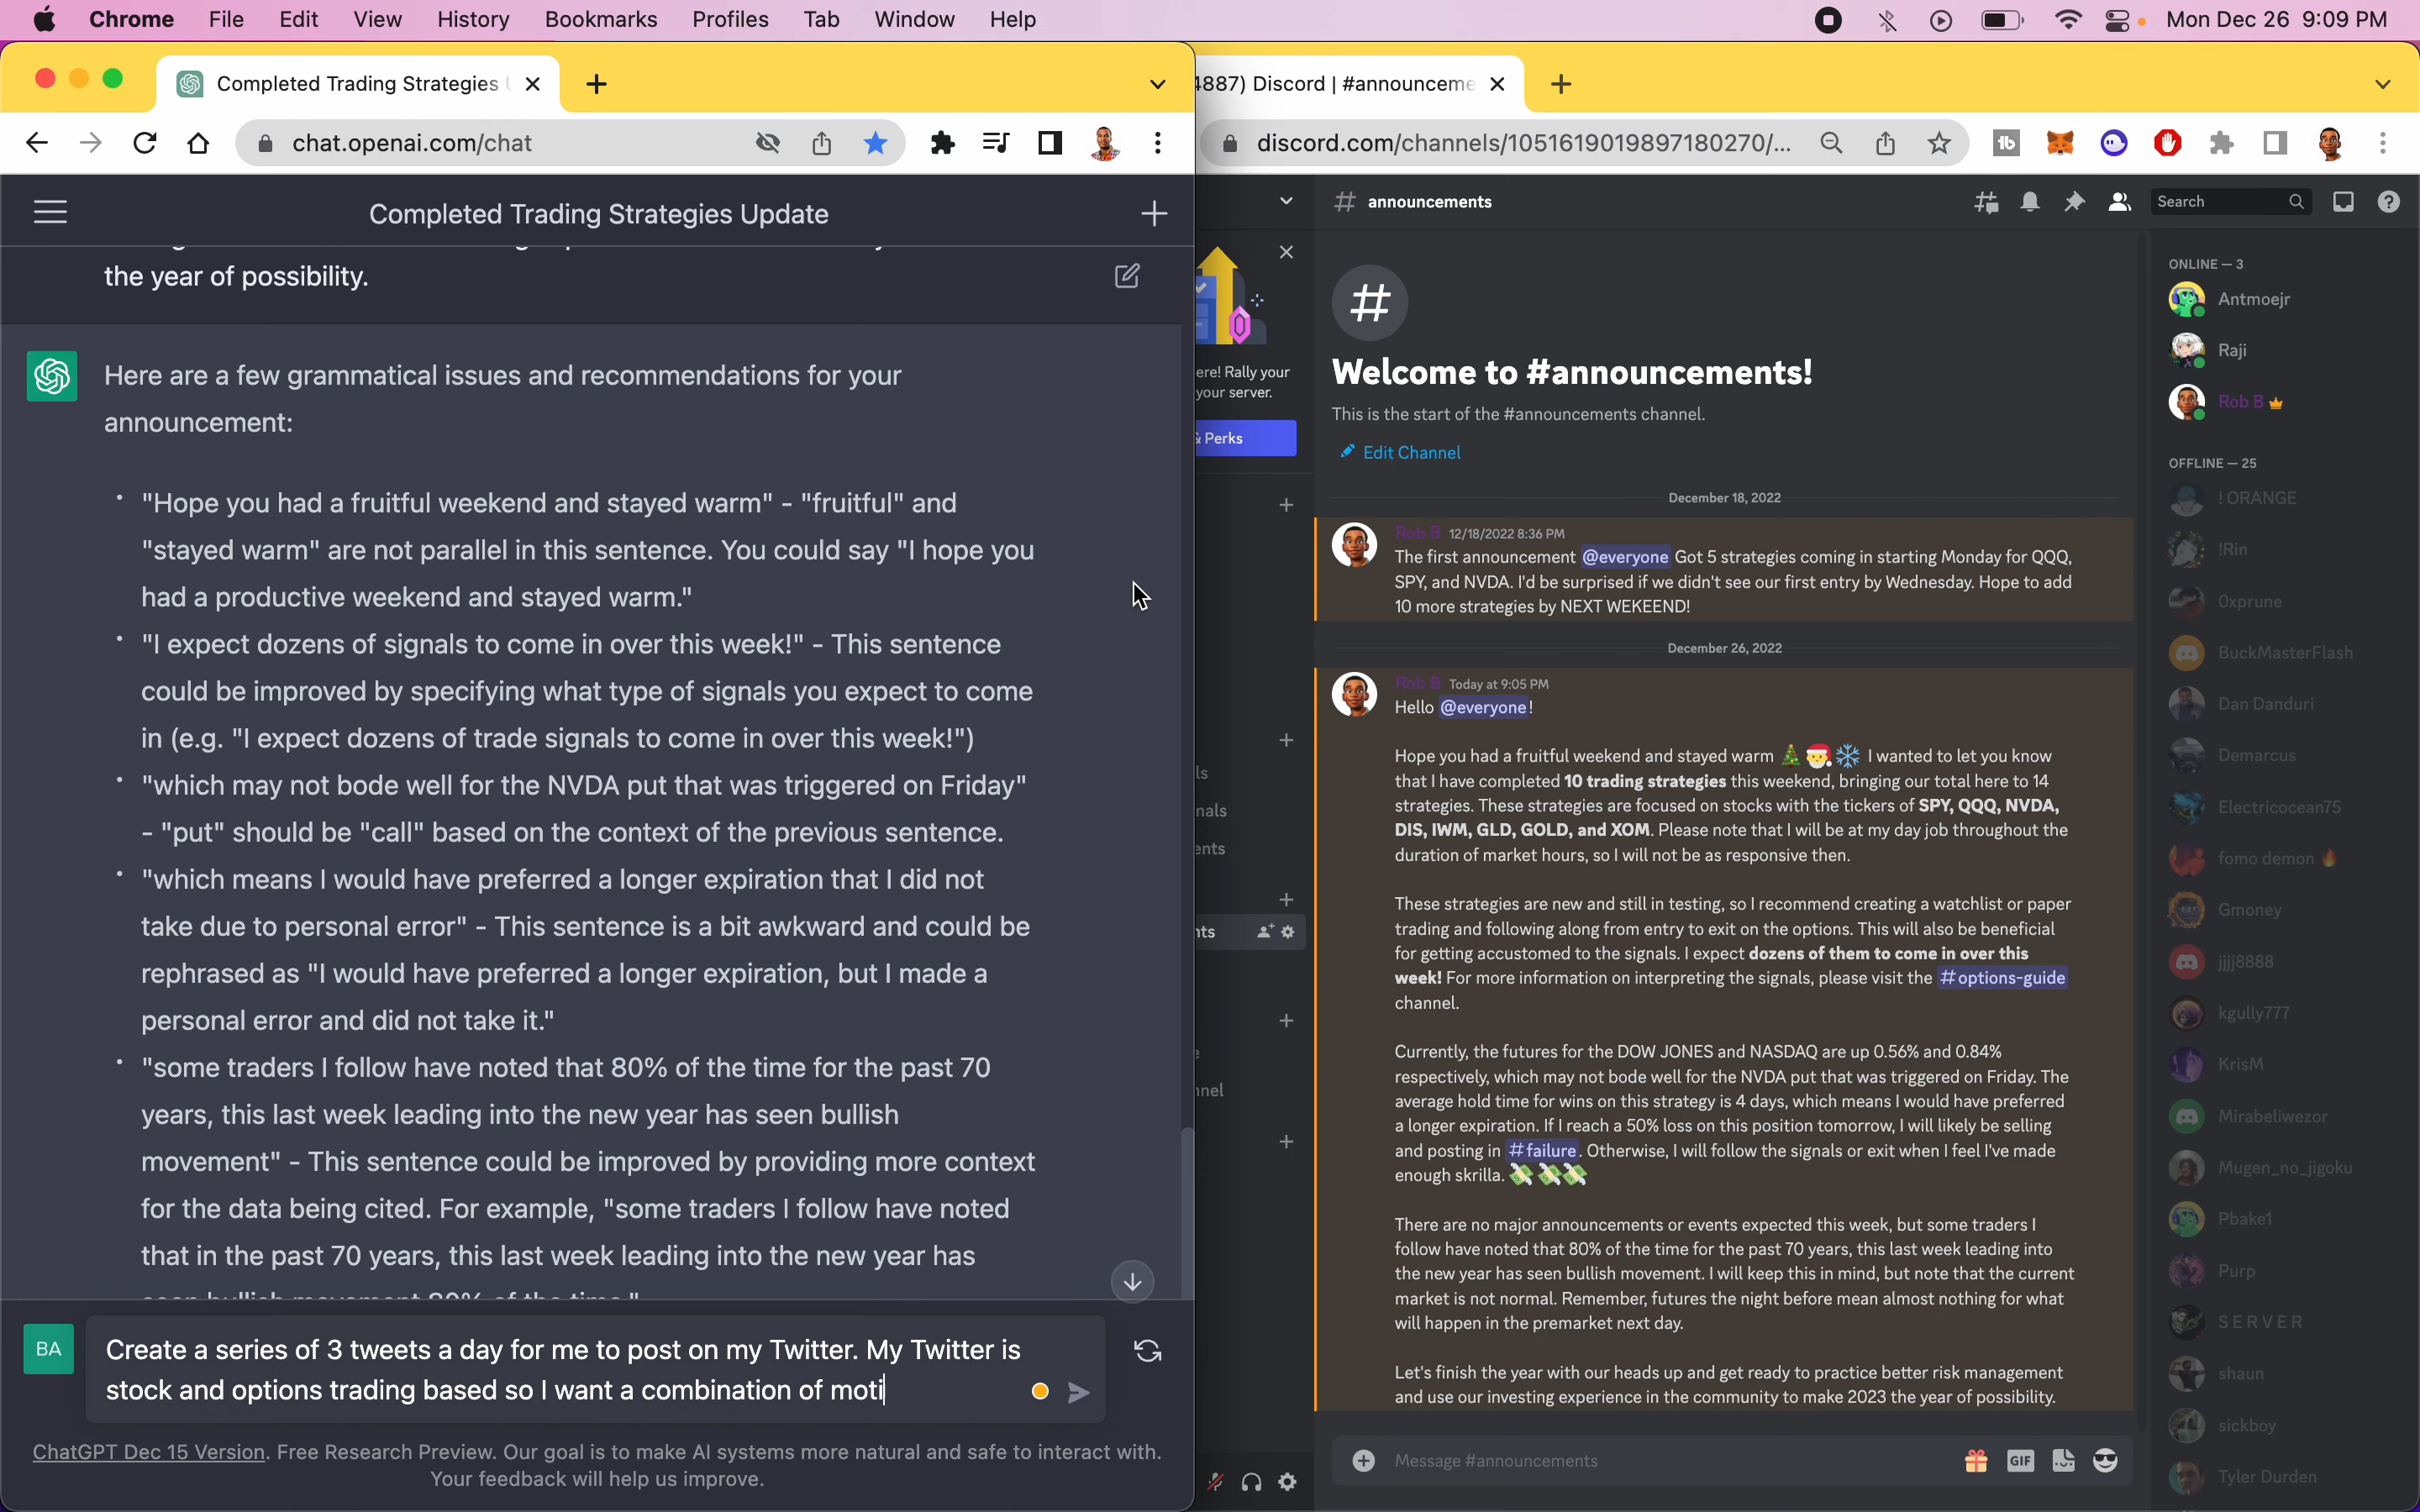 Chrome File Edit View History Bookmarks Profiles Tab Window Help Mon Dec 26 9:09 PM
Completed Trading Strategies
chat.openai.com/chat
Completed Trading Strategies Update
the year of possibility.
Here are a few grammatical issues and recommendations for your
announcement:
"Hope you had a fruitful weekend and stayed warm" - "fruitful" and
"stayed warm" are not parallel in this sentence. You could say "I hope you
had a productive weekend and stayed warm."
"I expect dozens of signals to come in over this week!" - This sentence
could be improved by specifying what type of signals you expect to come
in (e.g. "I expect dozens of trade signals to come in over this week!")
"which may not bode well for the NVDA put that was triggered on Friday"
- "put" should be "call" based on the context of the previous sentence.
"which means I would have preferred a longer expiration that I did not
take due to personal error" - This sentence is a bit awkward and could be
rephrased as "I would have preferred a longer expiration, but I made a
personal error and did not take it."
"some traders I follow have noted that 80% of the time for the past 70
years, this last week leading into the new year has seen bullish
movement" - This sentence could be improved by providing more context
for the data being cited. For example, "some traders I follow have noted
that in the past 70 years, this last week leading into the new year has
seen bullish movement 80% of the time."
BA
Create a series of 3 tweets a day for me to post on my Twitter. My Twitter is
stock and options trading based so I want a combination of moti
ChatGPT Dec 15 Version. Free Research Preview. Our goal is to make AI systems more natural and safe to interact with.
Your feedback will help us improve.
4887) Discord | #announceme
discord.com/channels/1051619019897180270/...
ere! Rally your
your server.
& Perks
ls
nals
ents
nts
e
nnel
# announcements
Search
Welcome to #announcements!
This is the start of the #announcements channel.
Edit Channel
December 18, 2022
Rob B 12/18/2022 8:36 PM
The first announcement @everyone Got 5 strategies coming in starting Monday for QQQ,
SPY, and NVDA. I'd be surprised if we didn't see our first entry by Wednesday. Hope to add
10 more strategies by NEXT WEKEEND!
December 26, 2022
Rob B Today at 9:05 PM
Hello @everyone!
Hope you had a fruitful weekend and stayed warm 🎄🎅❄️ I wanted to let you know
that I have completed 10 trading strategies this weekend, bringing our total here to 14
strategies. These strategies are focused on stocks with the tickers of SPY, QQQ, NVDA,
DIS, IWM, GLD, GOLD, and XOM. Please note that I will be at my day job throughout the
duration of market hours, so I will not be as responsive then.
These strategies are new and still in testing, so I recommend creating a watchlist or paper
trading and following along from entry to exit on the options. This will also be beneficial
for getting accustomed to the signals. I expect dozens of them to come in over this
week! For more information on interpreting the signals, please visit the #options-guide
channel.
Currently, the futures for the DOW JONES and NASDAQ are up 0.56% and 0.84%
respectively, which may not bode well for the NVDA put that was triggered on Friday. The
average hold time for wins on this strategy is 4 days, which means I would have preferred
a longer expiration. If I reach a 50% loss on this position tomorrow, I will likely be selling
and posting in #failure. Otherwise, I will follow the signals or exit when I feel I've made
enough skrilla. 💸💸💸
There are no major announcements or events expected this week, but some traders I
follow have noted that 80% of the time for the past 70 years, this last week leading into
the new year has seen bullish movement. I will keep this in mind, but note that the current
market is not normal. Remember, futures the night before mean almost nothing for what
will happen in the premarket next day.
Let's finish the year with our heads up and get ready to practice better risk management
and use our investing experience in the community to make 2023 the year of possibility.
Message #announcements
GIF
ONLINE — 3
Antmoejr
Raji
Rob B
OFFLINE — 25
! ORANGE
!Rin
0xprune
BuckMasterFlash
Dan Danduri
Demarcus
Electricocean75
fomo demon 🔥
Gmoney
jjjj8888
kgully777
KrisM
Mirabeliwezor
Mugen_no_jigoku
Pbake1
Purp
S E R V E R
shaun
sickboy
Tyler Durden